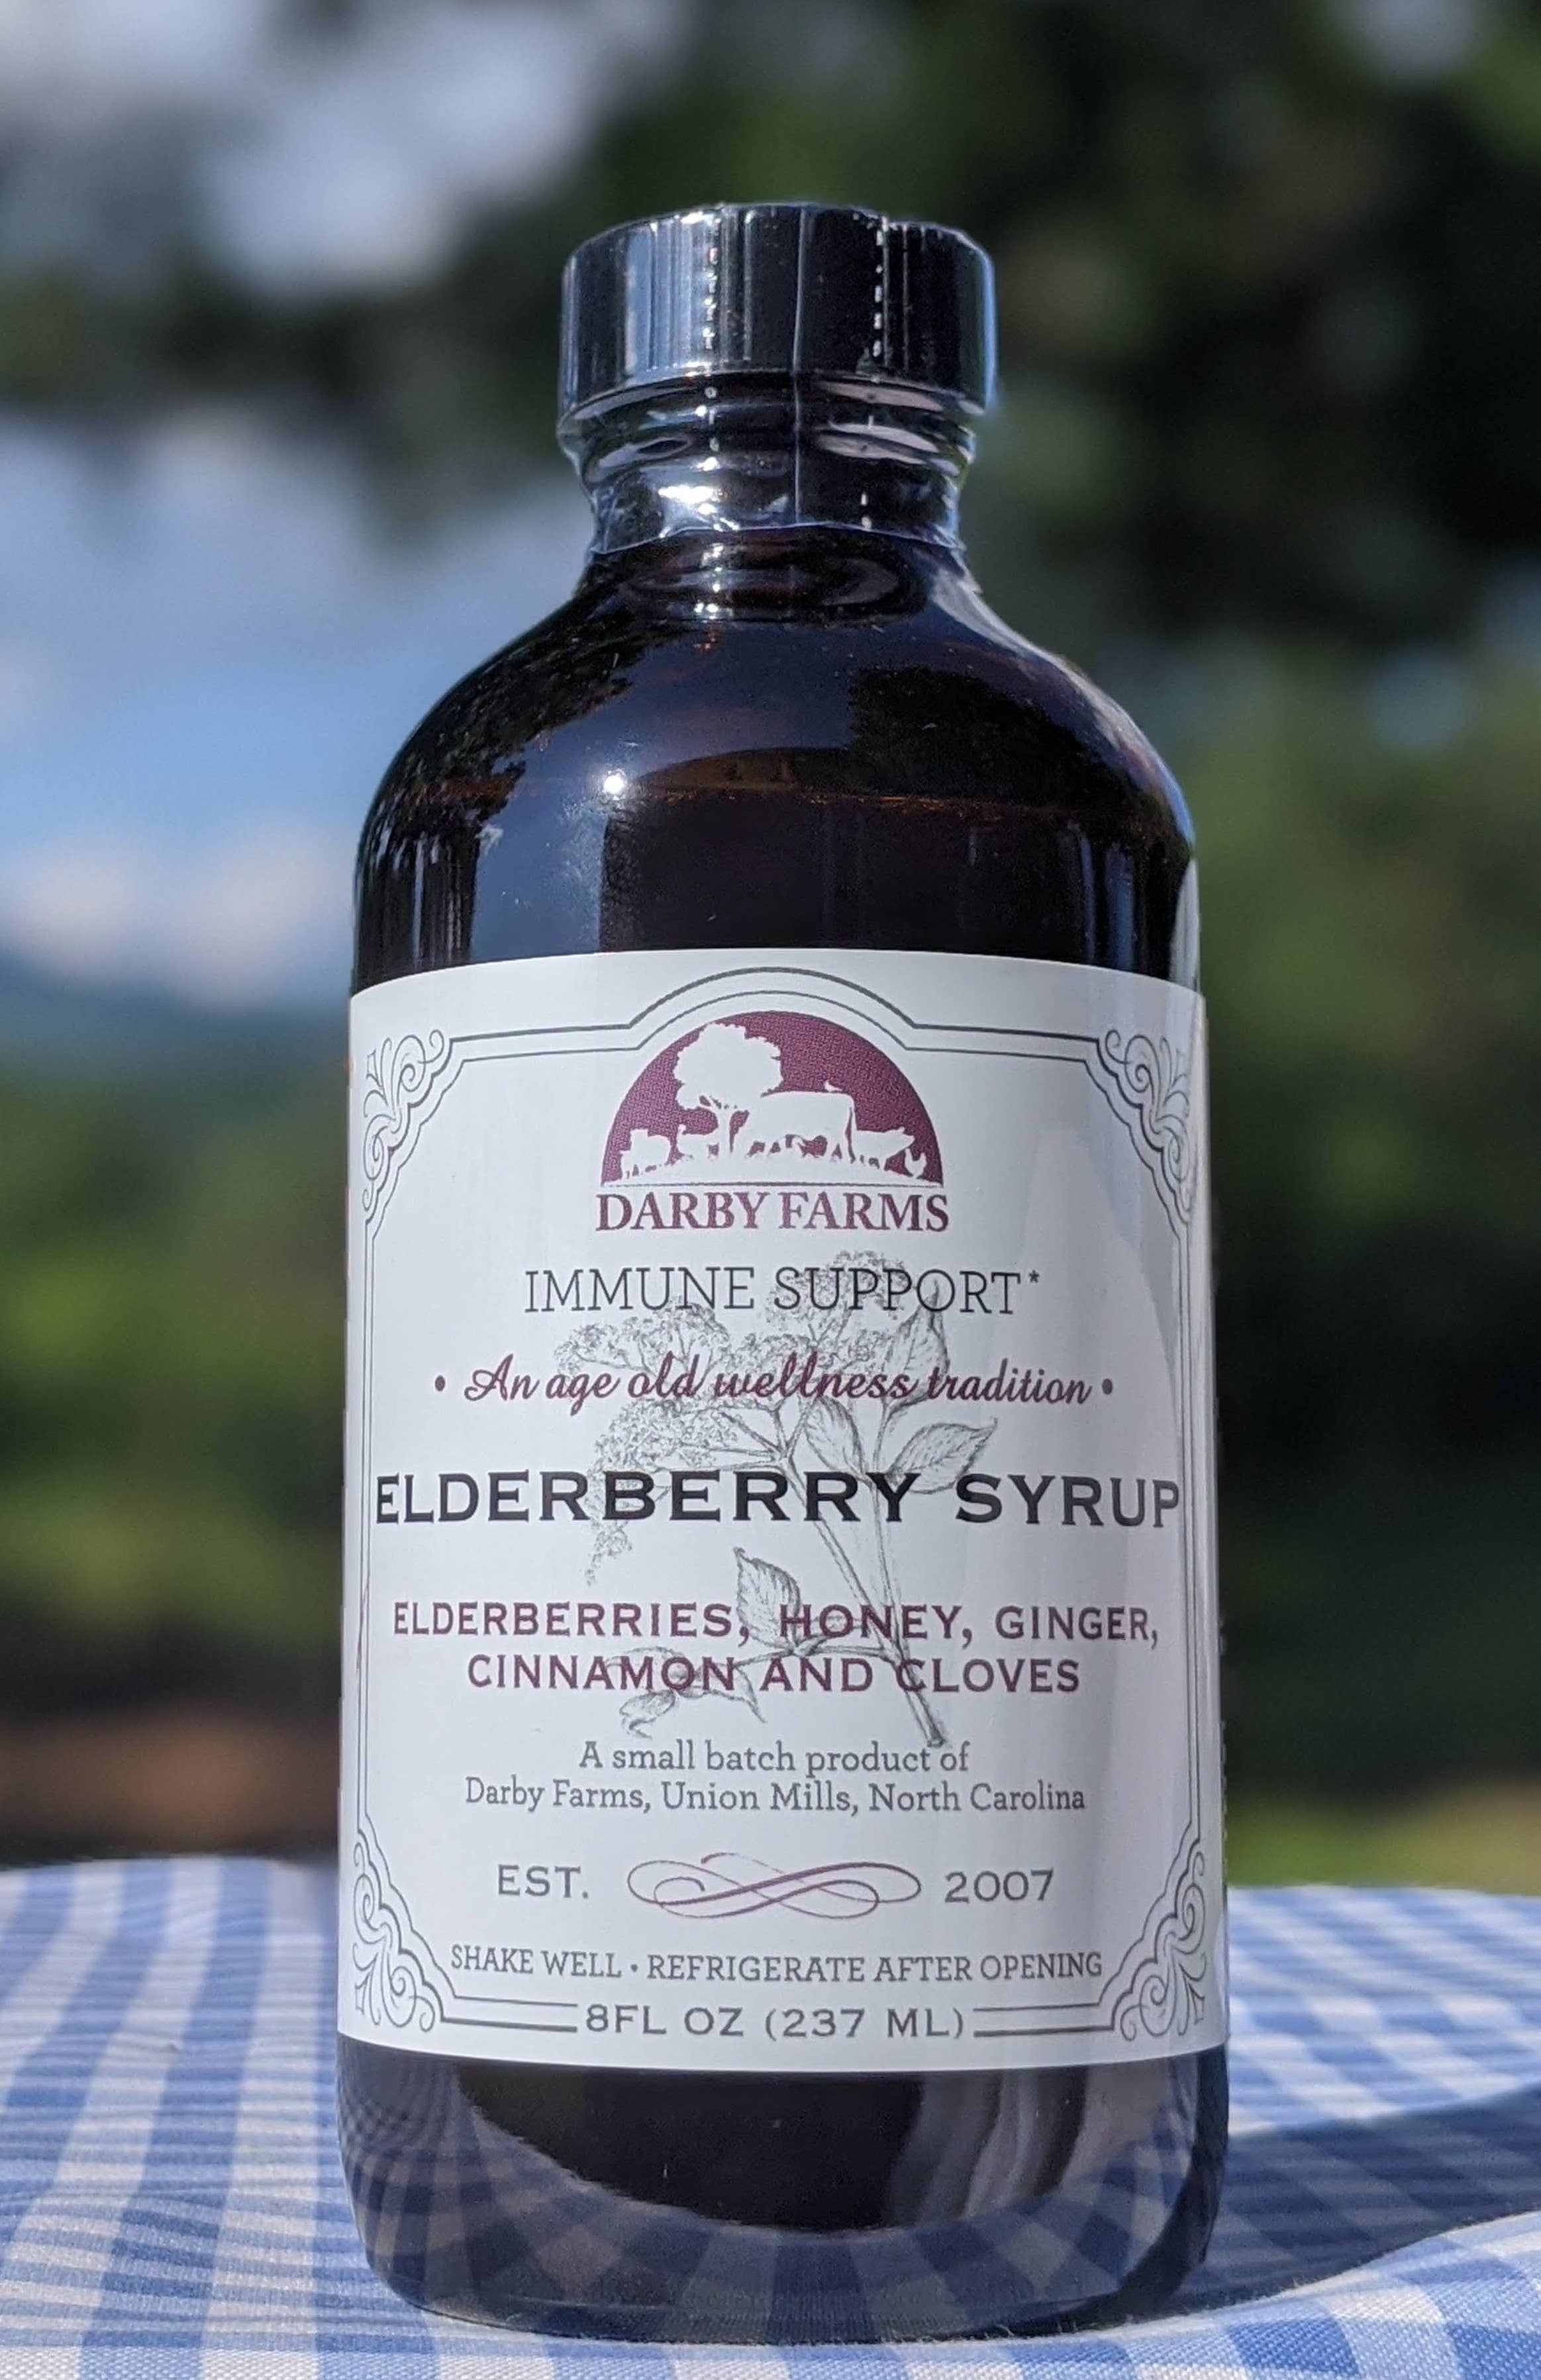 DARBY FARMS
IMMUNE SUPPORT*
• An age old wellness tradition •
ELDERBERRY SYRUP
ELDERBERRIES, HONEY, GINGER,
CINNAMON AND CLOVES
A small batch product of
Darby Farms, Union Mills, North Carolina
EST. 2007
SHAKE WELL • REFRIGERATE AFTER OPENING
8FL OZ (237 ML)